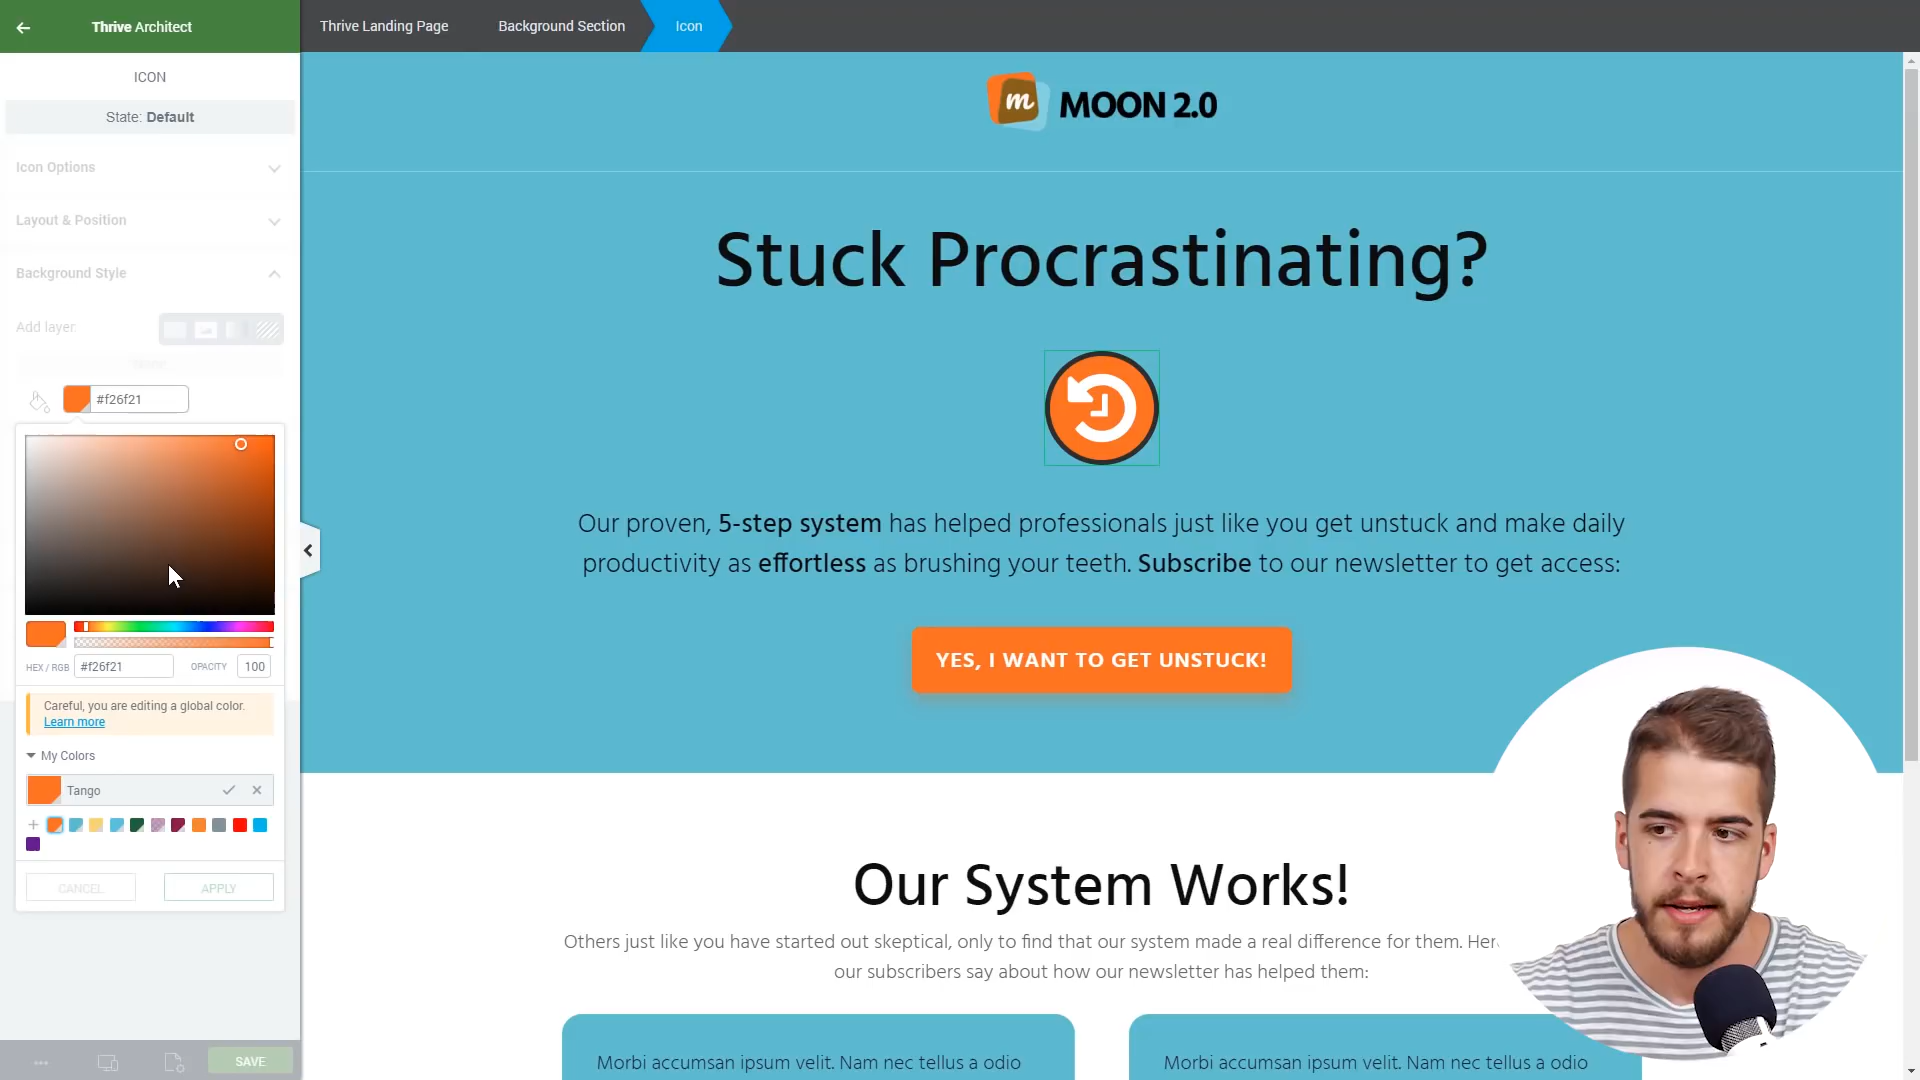 Thrive Architect
Thrive Landing Page
Background Section
Icon
ICON
State: Default
Icon Options
Layout & Position
Background Style
Add layer
#f26f21
HEX / RGB
#f26f21
OPACITY
100
Careful, you are editing a global color.
Learn more
My Colors
Tango
CANCEL
APPLY
SAVE
m
MOON 2.0
Stuck Procrastinating?
Our proven, 5-step system has helped professionals just like you get unstuck and make daily
productivity as effortless as brushing your teeth. Subscribe to our newsletter to get access:
YES, I WANT TO GET UNSTUCK!
Our System Works!
Others just like you have started out skeptical, only to find that our system made a real difference for them.
our subscribers say about how our newsletter has helped them:
Morbi accumsan ipsum velit. Nam nec tellus a odio
Morbi accumsan ipsum velit. Nam nec tellus a odio